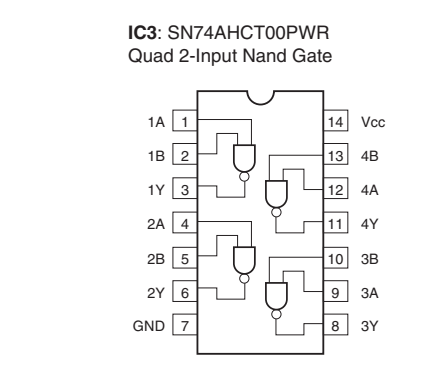 IC3: SN74AHCT00PWR
Quad 2-Input Nand Gate
1A 1 14 Vcc
1B 2 13 4B
1Y 3 12 4A
2A 4 11 4Y
2B 5 10 3B
2Y 6 9 3A
GND 7 8 3Y